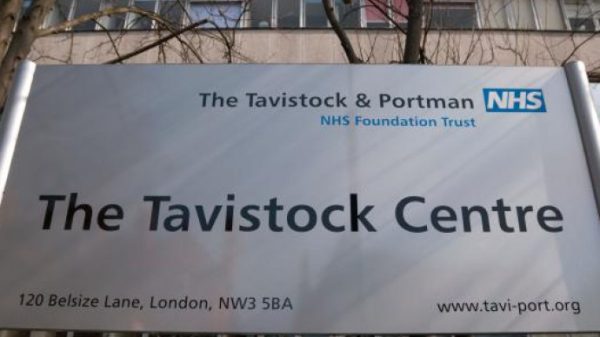 The Tavistock & Portman NHS
NHS Foundation Trust
The Tavistock Centre
120 Belsize Lane, London, NW3 5BA
www.tavi-port.org